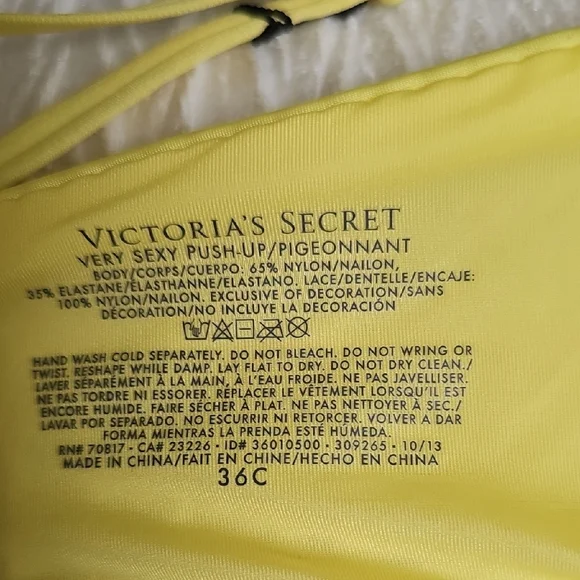 VICTORIA'S SECRET
VERY SEXY PUSH-UP/PIGEONNANT
BODY/CORPS/CUERPO: 65% NYLON/NAILON,
35% ELASTANE/ÉLASTHANNE/ELASTANO. LACE/DENTELLE/ENCAJE:
100% NYLON/NAILON. EXCLUSIVE OF DECORATION/SANS
DÉCORATION/NO INCLUYE LA DECORACIÓN
HAND WASH COLD SEPARATELY. DO NOT BLEACH. DO NOT WRING OR
TWIST. RESHAPE WHILE DAMP. LAY FLAT TO DRY. DO NOT DRY CLEAN./
LAVER SÉPARÉMENT À LA MAIN, À L'EAU FROIDE. NE PAS JAVELLISER.
NE PAS TORDRE NI ESSORER. REPLACER LE VÊTEMENT LORSQU'IL EST
ENCORE HUMIDE. FAIRE SÉCHER À PLAT. NE PAS NETTOYER À SEC./
LAVAR POR SEPARADO. NO ESCURRIR NI RETORCER. VOLVER A DAR
FORMA MIENTRAS LA PRENDA ESTÉ HÚMEDA.
RN# 70817 • CA# 23226 • ID# 36010500 • 309265 • 10/13
MADE IN CHINA/FAIT EN CHINE/HECHO EN CHINA
36C